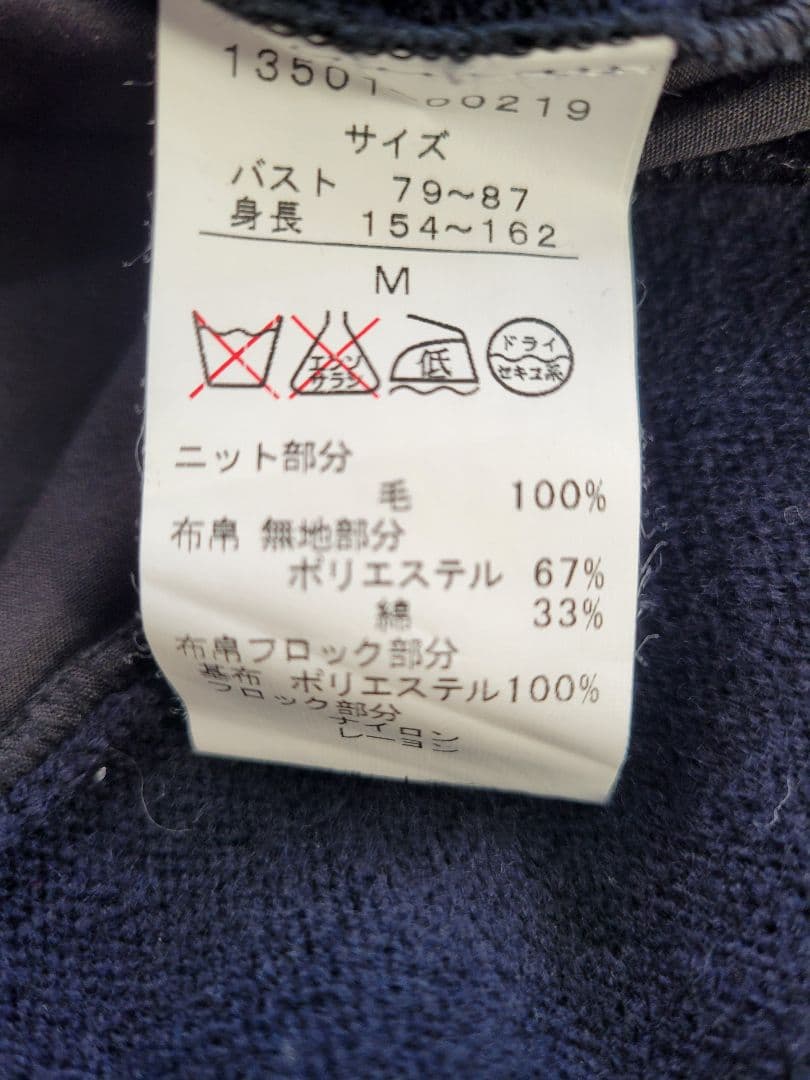 13501-60219
サイズ
バスト 79~87
身長 154~162
M
エンソ
サラシ
低
ドライ
セキユ系
ニット部分
毛 100%
布帛 無地部分
ポリエステル 67%
綿 33%
布帛フロック部分
基布 ポリエステル100%
フロック部分
ナイロン
レーヨン